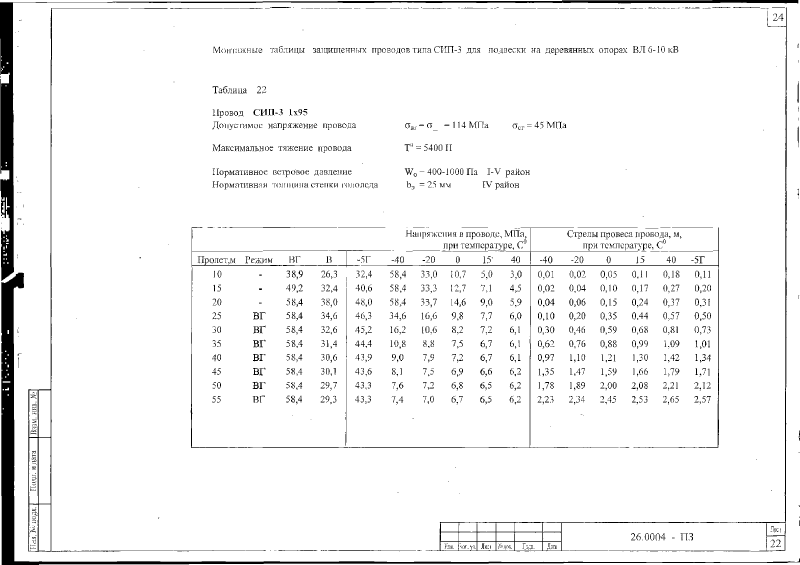 24
Монтажные таблицы защищенных проводов типа СИП-3 для подвески на деревянных опорах ВЛ 6-10 кВ
Таблица 22
Провод СИП-3 1х95
Допустимое напряжение провода σвг = σ_ = 114 МПа σсг = 45 МПа
Максимальное тяжение провода Тн = 5400 П
Нормативное ветровое давление W0 = 400-1000 Па I-V район
Нормативная толщина стенки гололеда bэ = 25 мм IV район
Напряжения в проводе, МПа, Стрелы провеса провода, м,
при температуре, С0 при температуре, С0
Пролет,м Режим ВГ В -5Г -40 -20 0 15 40 -40 -20 0 15 40 -5Г
10 - 38,9 26,3 32,4 58,4 33,0 10,7 5,0 3,0 0,01 0,02 0,05 0,11 0,18 0,11
15 - 49,2 32,4 40,6 58,4 33,3 12,7 7,1 4,5 0,02 0,04 0,10 0,17 0,27 0,20
20 - 58,4 38,0 48,0 58,4 33,7 14,6 9,0 5,9 0,04 0,06 0,15 0,24 0,37 0,31
25 ВГ 58,4 34,6 46,3 34,6 16,6 9,8 7,7 6,0 0,10 0,20 0,35 0,44 0,57 0,50
30 ВГ 58,4 32,6 45,2 16,2 10,6 8,2 7,2 6,1 0,30 0,46 0,59 0,68 0,81 0,73
35 ВГ 58,4 31,4 44,4 10,8 8,8 7,5 6,7 6,1 0,62 0,76 0,88 0,99 1,09 1,01
40 ВГ 58,4 30,6 43,9 9,0 7,9 7,2 6,7 6,1 0,97 1,10 1,21 1,30 1,42 1,34
45 ВГ 58,4 30,1 43,6 8,1 7,5 6,9 6,6 6,2 1,35 1,47 1,59 1,66 1,79 1,71
50 ВГ 58,4 29,7 43,3 7,6 7,2 6,8 6,5 6,2 1,78 1,89 2,00 2,08 2,21 2,12
55 ВГ 58,4 29,3 43,3 7,4 7,0 6,7 6,5 6,2 2,23 2,34 2,45 2,53 2,65 2,57
Взам. инв. №
Подп. и дата
Инв. № подл.
Изм. Кол. уч. Лист №док. Подп. Дата
26.0004 - ПЗ
Лист
22